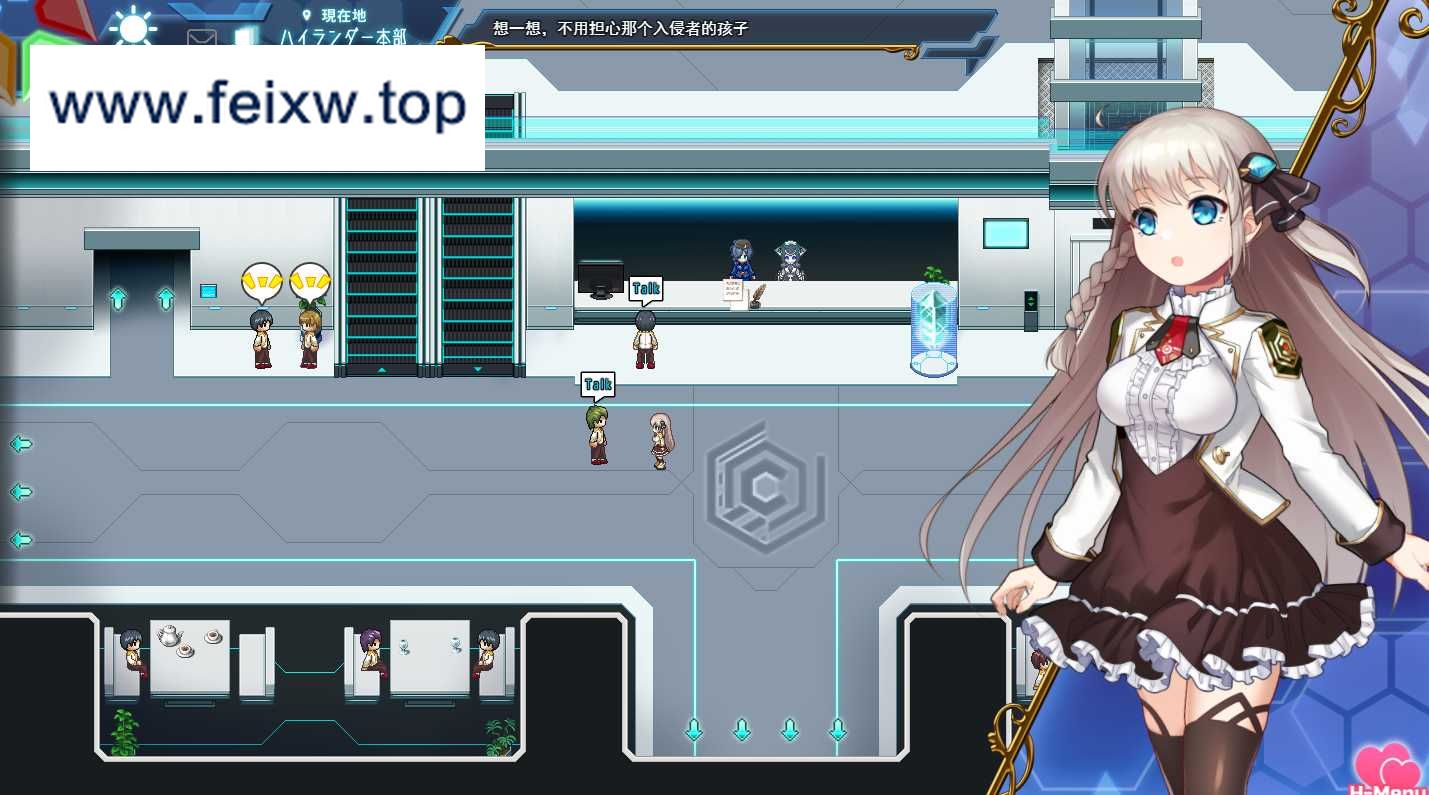 現在地
ハイランダー本部
想一想，不用担心那个入侵者的孩子
www.feixw.top
Talk
Talk
H-Menu